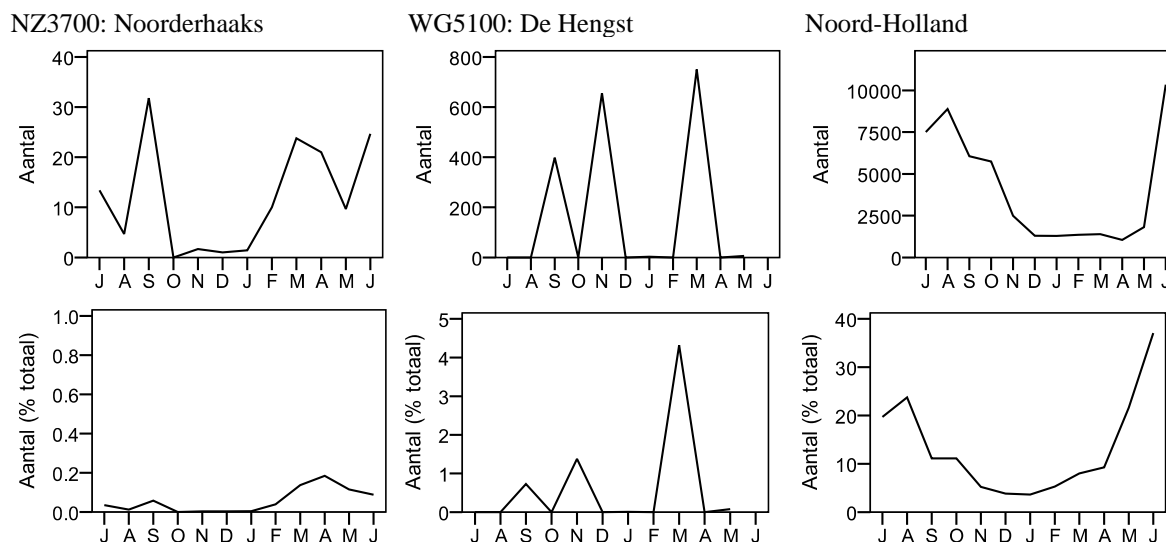 NZ3700: Noorderhaaks
WG5100: De Hengst
Noord-Holland
40
30
20
10
0
Aantal
J A S O N D J F M A M J
800
600
400
200
0
Aantal
J A S O N D J F M A M J
10000
7500
5000
2500
0
Aantal
J A S O N D J F M A M J
1.0
0.8
0.6
0.4
0.2
0.0
Aantal (% totaal)
J A S O N D J F M A M J
5
4
3
2
1
0
Aantal (% totaal)
J A S O N D J F M A M J
40
30
20
10
0
Aantal (% totaal)
J A S O N D J F M A M J